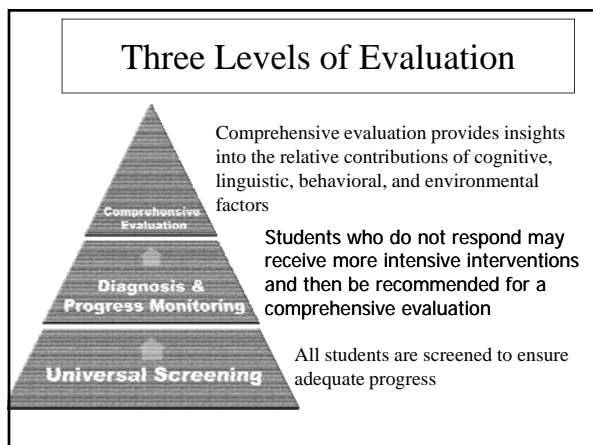 Three Levels of Evaluation
Comprehensive evaluation provides insights
into the relative contributions of cognitive,
linguistic, behavioral, and environmental
factors
Comprehensive
Evaluation
Students who do not respond may
receive more intensive interventions
and then be recommended for a
comprehensive evaluation
Diagnosis &
Progress Monitoring
All students are screened to ensure
adequate progress
Universal Screening